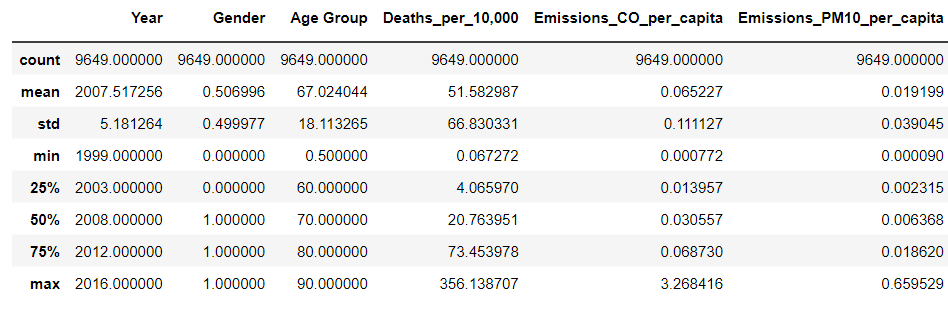 Year Gender Age Group Deaths_per_10,000 Emissions_CO_per_capita Emissions_PM10_per_capita
count 9649.000000 9649.000000 9649.000000 9649.000000 9649.000000 9649.000000
mean 2007.517256 0.506996 67.024044 51.582987 0.065227 0.019199
std 5.181264 0.499977 18.113265 66.830331 0.111127 0.039045
min 1999.000000 0.000000 0.500000 0.067272 0.000772 0.000090
25% 2003.000000 0.000000 60.000000 4.065970 0.013957 0.002315
50% 2008.000000 1.000000 70.000000 20.763951 0.030557 0.006368
75% 2012.000000 1.000000 80.000000 73.453978 0.068730 0.018620
max 2016.000000 1.000000 90.000000 356.138707 3.268416 0.659529